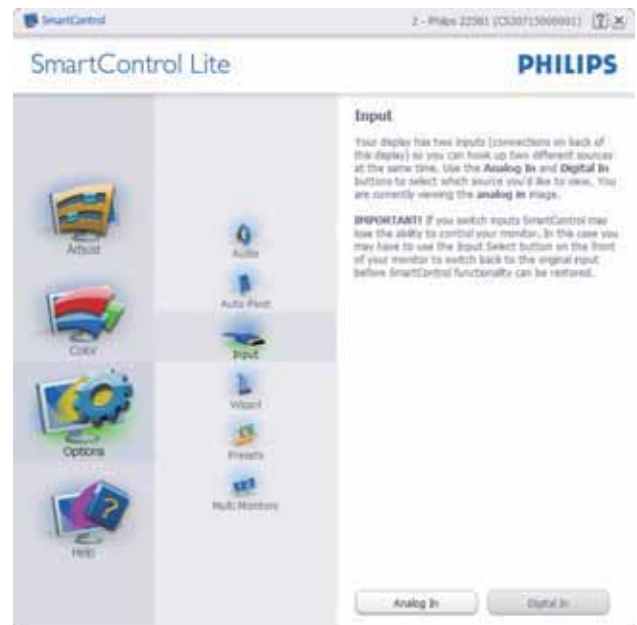 SmartControl
2 - Philips 225B1 (CS20715000001)
SmartControl Lite
PHILIPS
Adjust
Color
Options
Help
Audio
Auto Pivot
Input
Wizard
Presets
Multi Monitors
Input
Your display has two inputs (connections on back of
this display) so you can hook up two different sources
at the same time. Use the Analog In and Digital In
buttons to select which source you'd like to view. You
are currently viewing the analog in image.
IMPORTANT! If you switch inputs SmartControl may
lose the ability to control your monitor. In this case you
may have to use the Input Select button on the front
of your monitor to switch back to the original input
before SmartControl functionality can be restored.
Analog In
Digital In